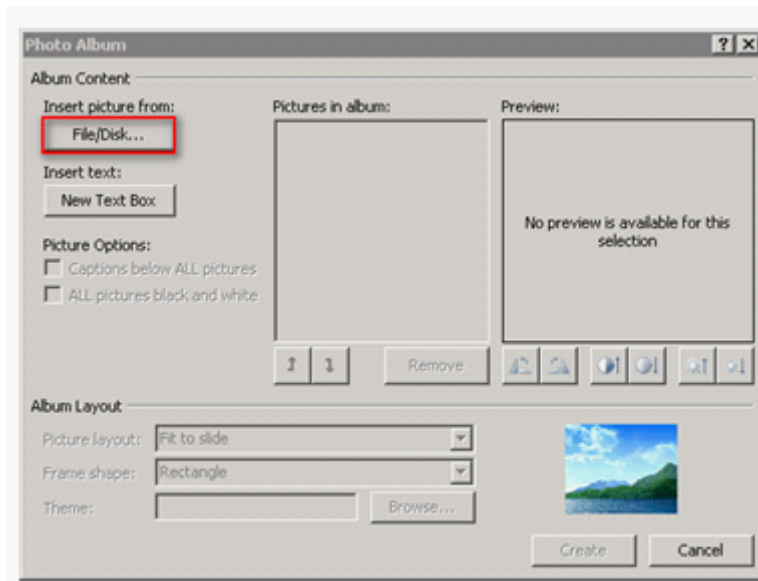 Photo Album
Album Content
Insert picture from:
Pictures in album:
Preview:
File/Disk...
Insert text:
New Text Box
No preview is available for this
selection
Picture Options:
Captions below ALL pictures
ALL pictures black and white
Remove
Album Layout
Picture layout:
Fit to slide
Frame shape:
Rectangle
Theme:
Browse...
Create
Cancel